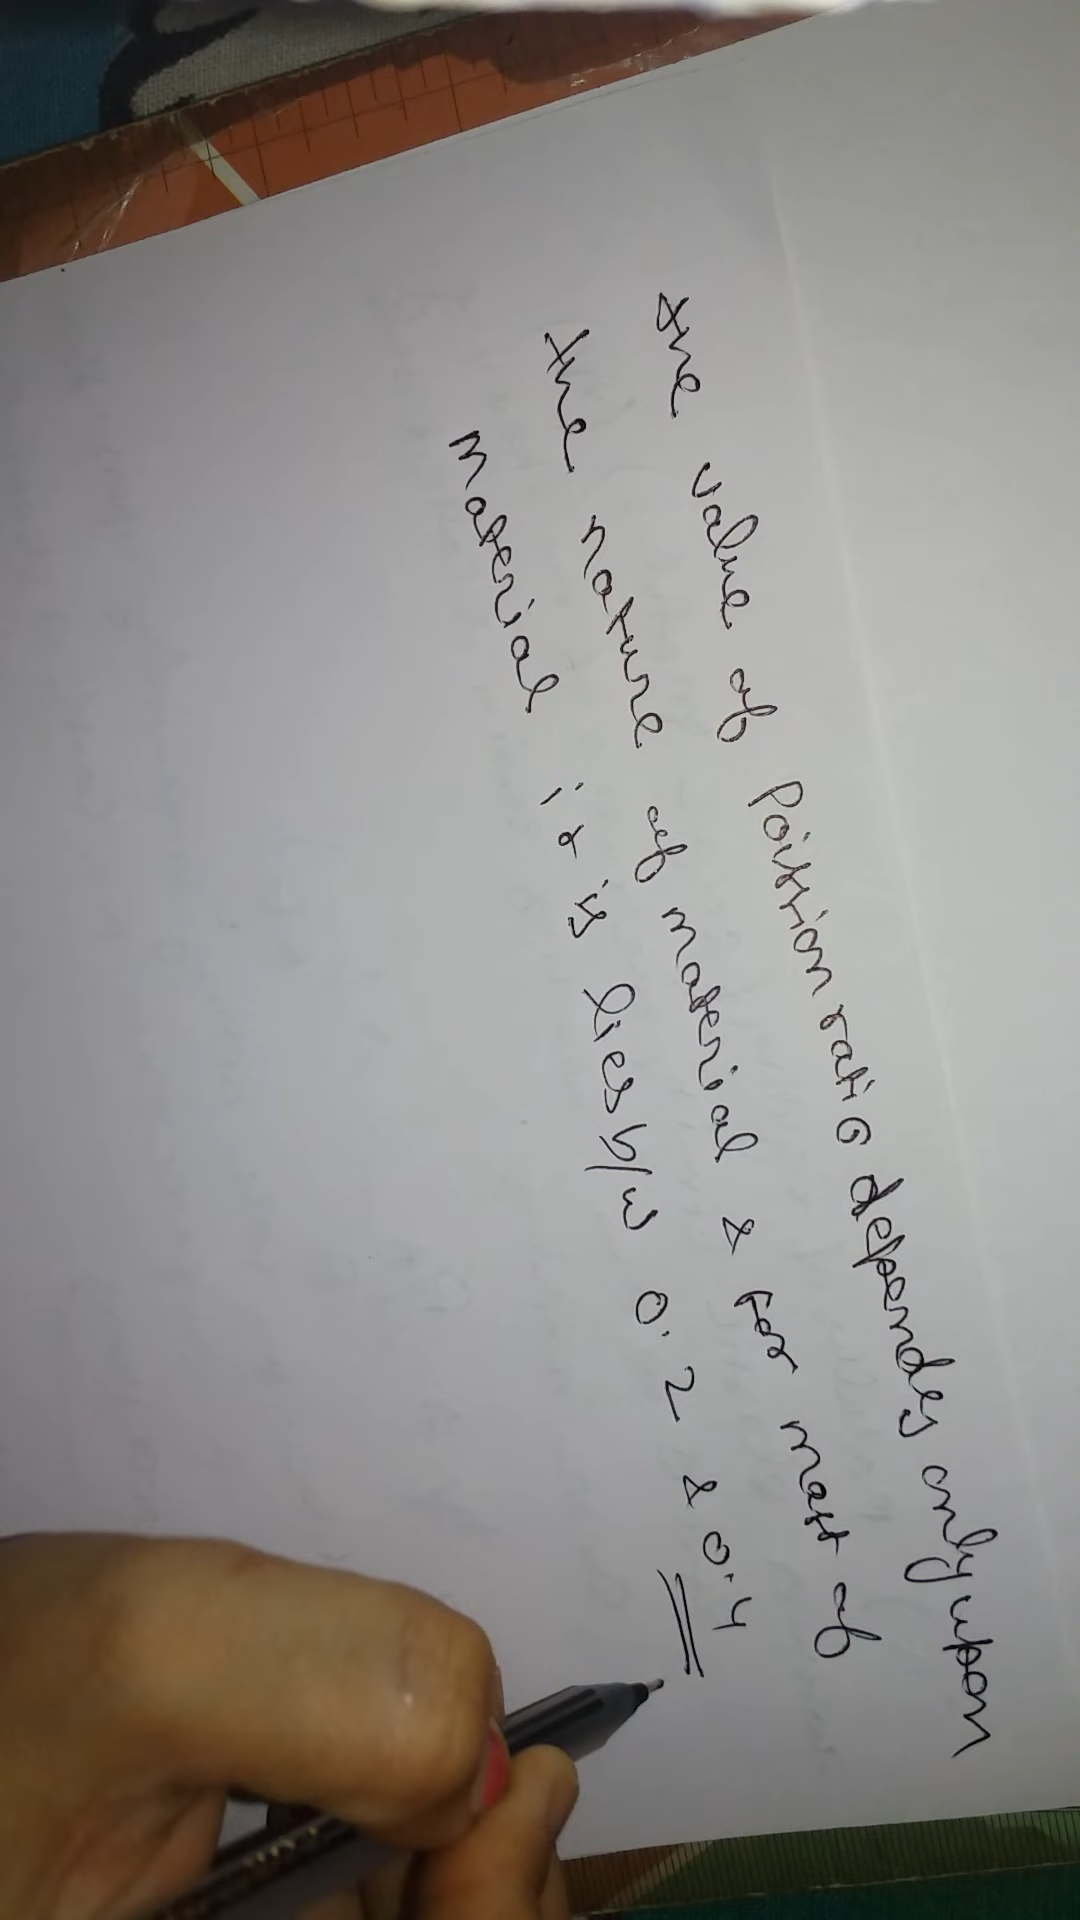 the value of Poission ratio depends only upon
the nature of material & for most of
material it is lies b/w 0.2 & 0.4